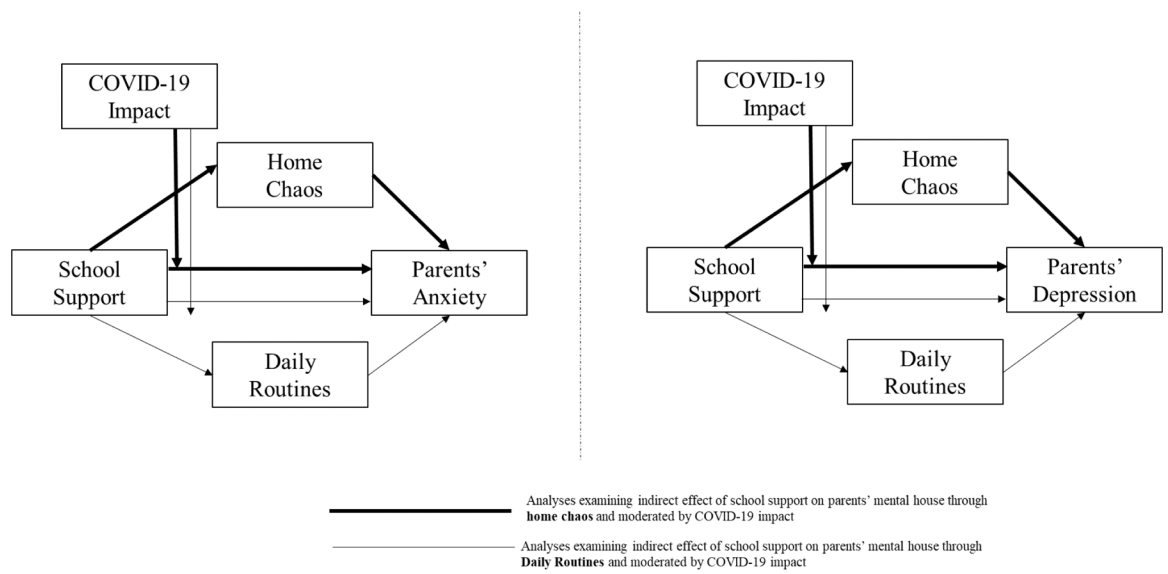 COVID-19
Impact
Home
Chaos
School
Support
Parents’
Anxiety
Daily
Routines
COVID-19
Impact
Home
Chaos
School
Support
Parents’
Depression
Daily
Routines
Analyses examining indirect effect of school support on parents’ mental house through
home chaos and moderated by COVID-19 impact
Analyses examining indirect effect of school support on parents’ mental house through
Daily Routines and moderated by COVID-19 impact